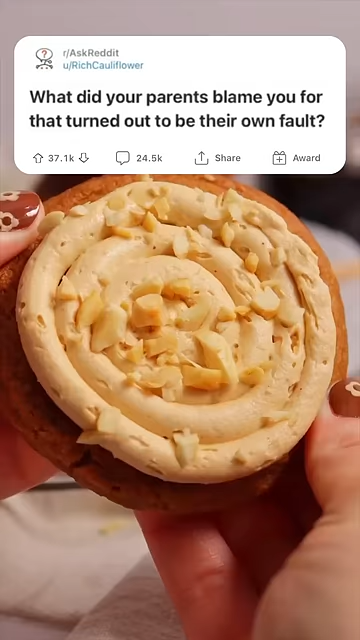 r/AskReddit
u/RichCauliflower
What did your parents blame you for
that turned out to be their own fault?
37.1k 24.5k Share Award